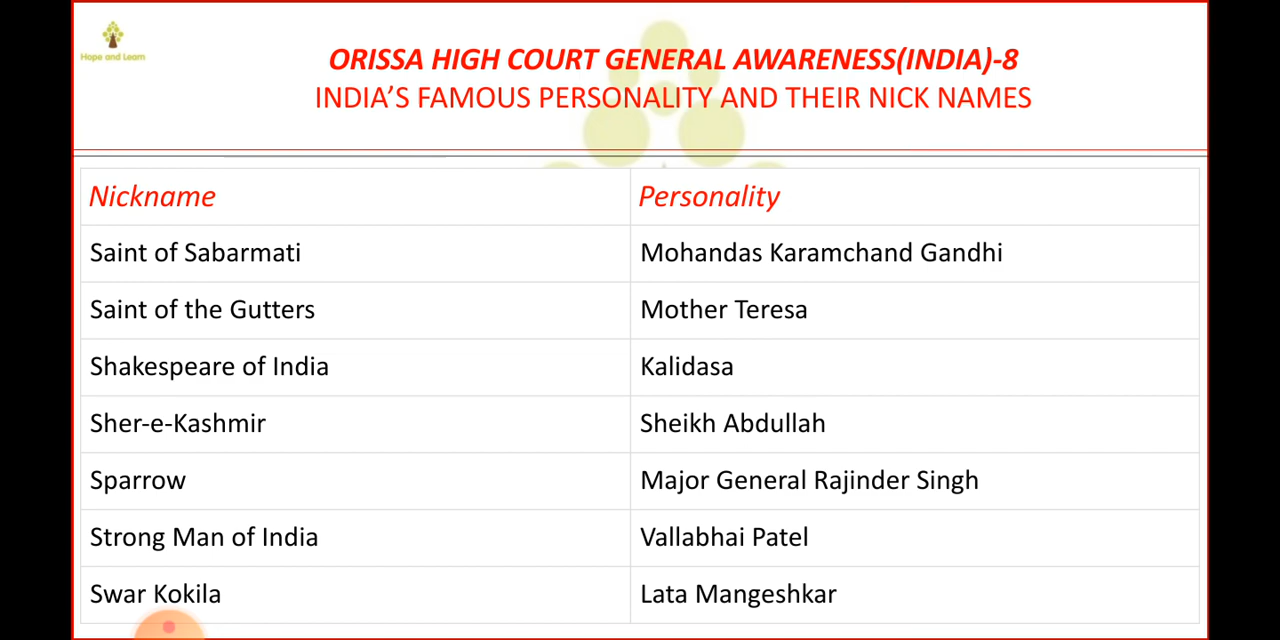 Hope and Learn
ORISSA HIGH COURT GENERAL AWARENESS(INDIA)-8
INDIA'S FAMOUS PERSONALITY AND THEIR NICK NAMES
Nickname Personality
Saint of Sabarmati Mohandas Karamchand Gandhi
Saint of the Gutters Mother Teresa
Shakespeare of India Kalidasa
Sher-e-Kashmir Sheikh Abdullah
Sparrow Major General Rajinder Singh
Strong Man of India Vallabhai Patel
Swar Kokila Lata Mangeshkar